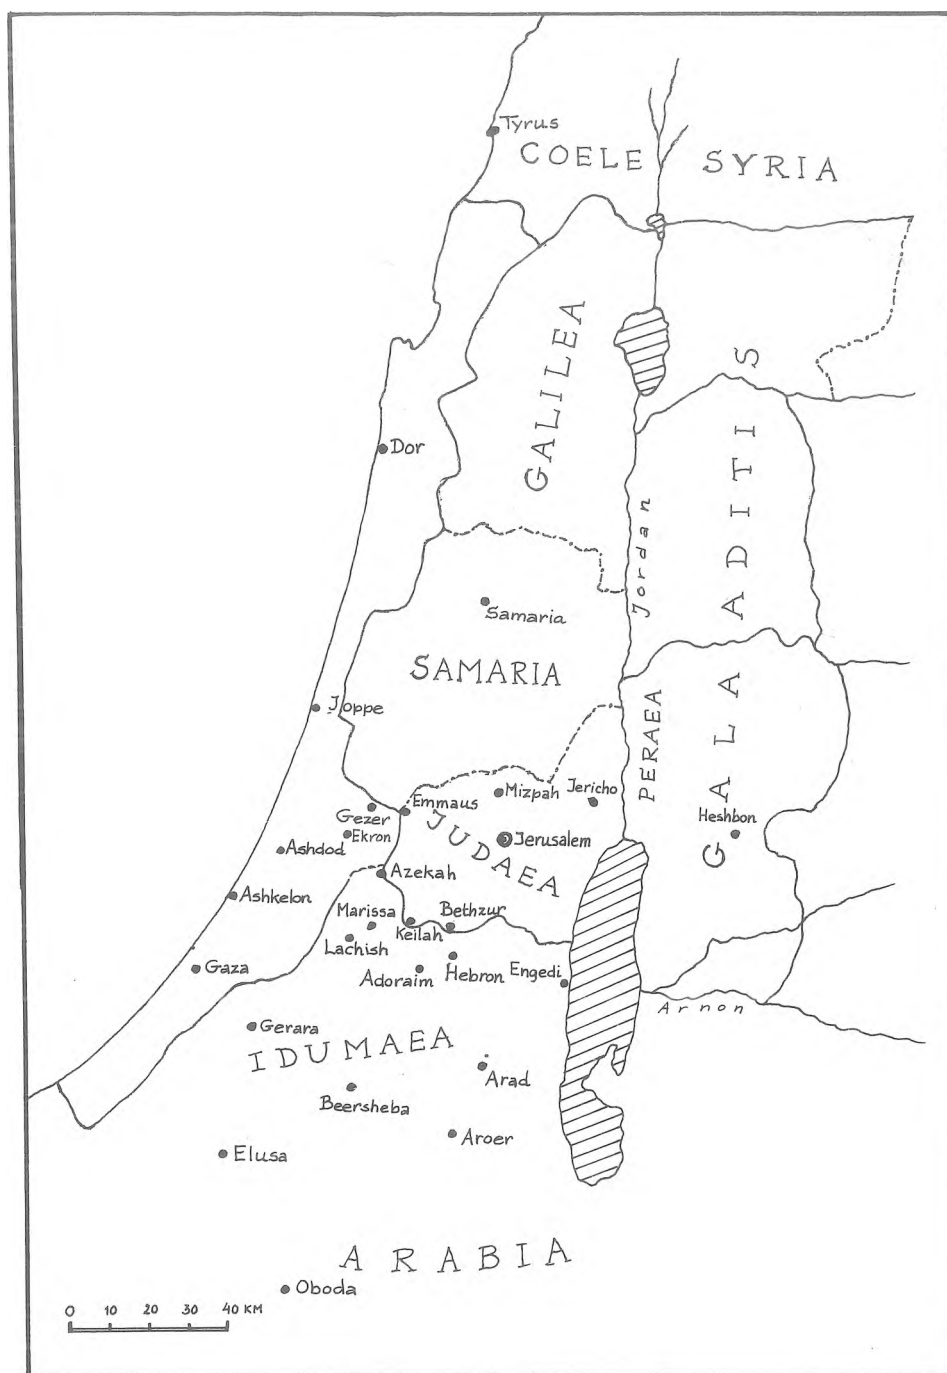 Tyrus
COELE SYRIA
GALILEA
Dor
Jordan
GALAADITIS
Samaria
SAMARIA
Joppe
PERAEA
Mizpah
Jericho
Emmaus
Gezer
Ekron
JUDAEA
Jerusalem
Heshbon
Ashdod
Azekah
Ashkelon
Marissa
Bethzur
Keilah
Lachish
Gaza
Adoraim
Hebron
Engedi
Arnon
Gerara
IDUMAEA
Arad
Beersheba
Aroer
Elusa
ARABIA
Oboda
0 10 20 30 40 KM